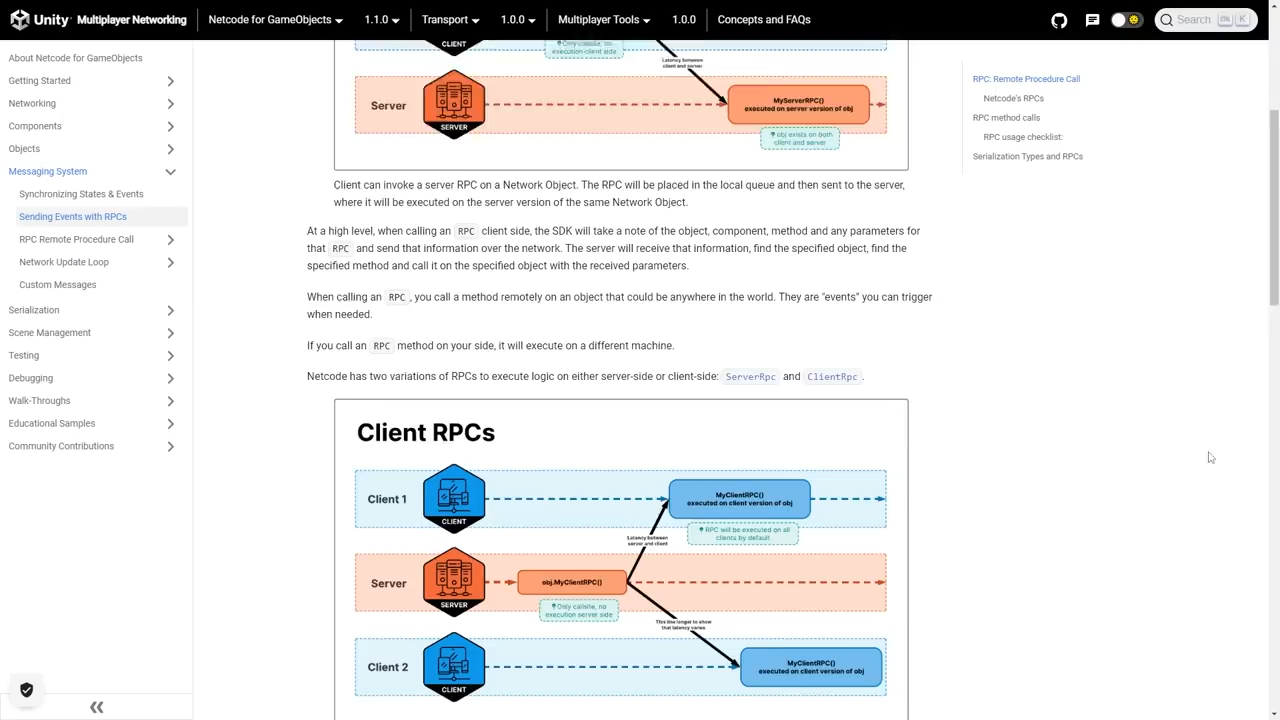 Unity Multiplayer Networking
Netcode for GameObjects
1.1.0
Transport
1.0.0
Multiplayer Tools
1.0.0
Concepts and FAQs
Search
K
About Netcode for GameObjects
Getting Started
Networking
Components
Objects
Messaging System
Synchronizing States & Events
Sending Events with RPCs
RPC Remote Procedure Call
Network Update Loop
Custom Messages
Serialization
Scene Management
Testing
Debugging
Walk-Throughs
Educational Samples
Community Contributions
CLIENT
execution client side
Latency between
client and server
Server
SERVER
MyServerRPC()
executed on server version of obj
obj exists on both
client and server
Client can invoke a server RPC on a Network Object. The RPC will be placed in the local queue and then sent to the server,
where it will be executed on the server version of the same Network Object.
At a high level, when calling an RPC client side, the SDK will take a note of the object, component, method and any parameters for
that RPC and send that information over the network. The server will receive that information, find the specified object, find the
specified method and call it on the specified object with the received parameters.
When calling an RPC, you call a method remotely on an object that could be anywhere in the world. They are "events" you can trigger
when needed.
If you call an RPC method on your side, it will execute on a different machine.
Netcode has two variations of RPCs to execute logic on either server-side or client-side: ServerRpc and ClientRpc.
Client RPCs
Client 1
CLIENT
MyClientRPC()
executed on client version of obj
RPC will be executed on all
clients by default
Latency between
server and client
Server
SERVER
obj.MyClientRPC()
Only callsite, no
execution server side
This line longer to show
that latency varies
Client 2
CLIENT
MyClientRPC()
executed on client version of obj
RPC: Remote Procedure Call
Netcode's RPCs
RPC method calls
RPC usage checklist:
Serialization Types and RPCs